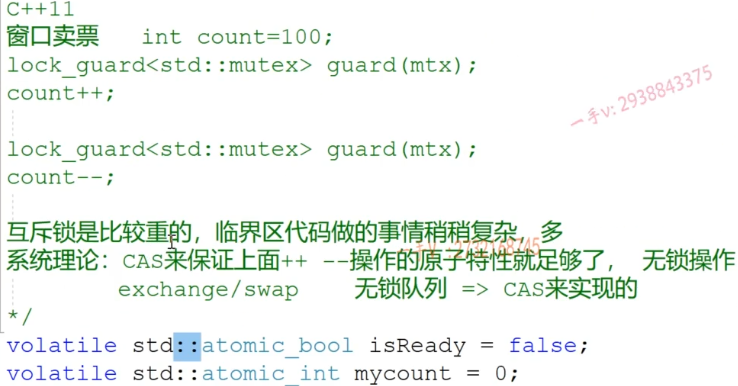 C++11
窗口卖票 int count=100;
lock_guard<std::mutex> guard(mtx);
count++;
lock_guard<std::mutex> guard(mtx);
count--;
互斥锁是比较重的，临界区代码做的事情稍稍复杂，多
系统理论：CAS来保证上面++ --操作的原子特性就足够了， 无锁操作
exchange/swap 无锁队列 => CAS来实现的
*/
volatile std::atomic_bool isReady = false;
volatile std::atomic_int mycount = 0;
一手v:2938843375